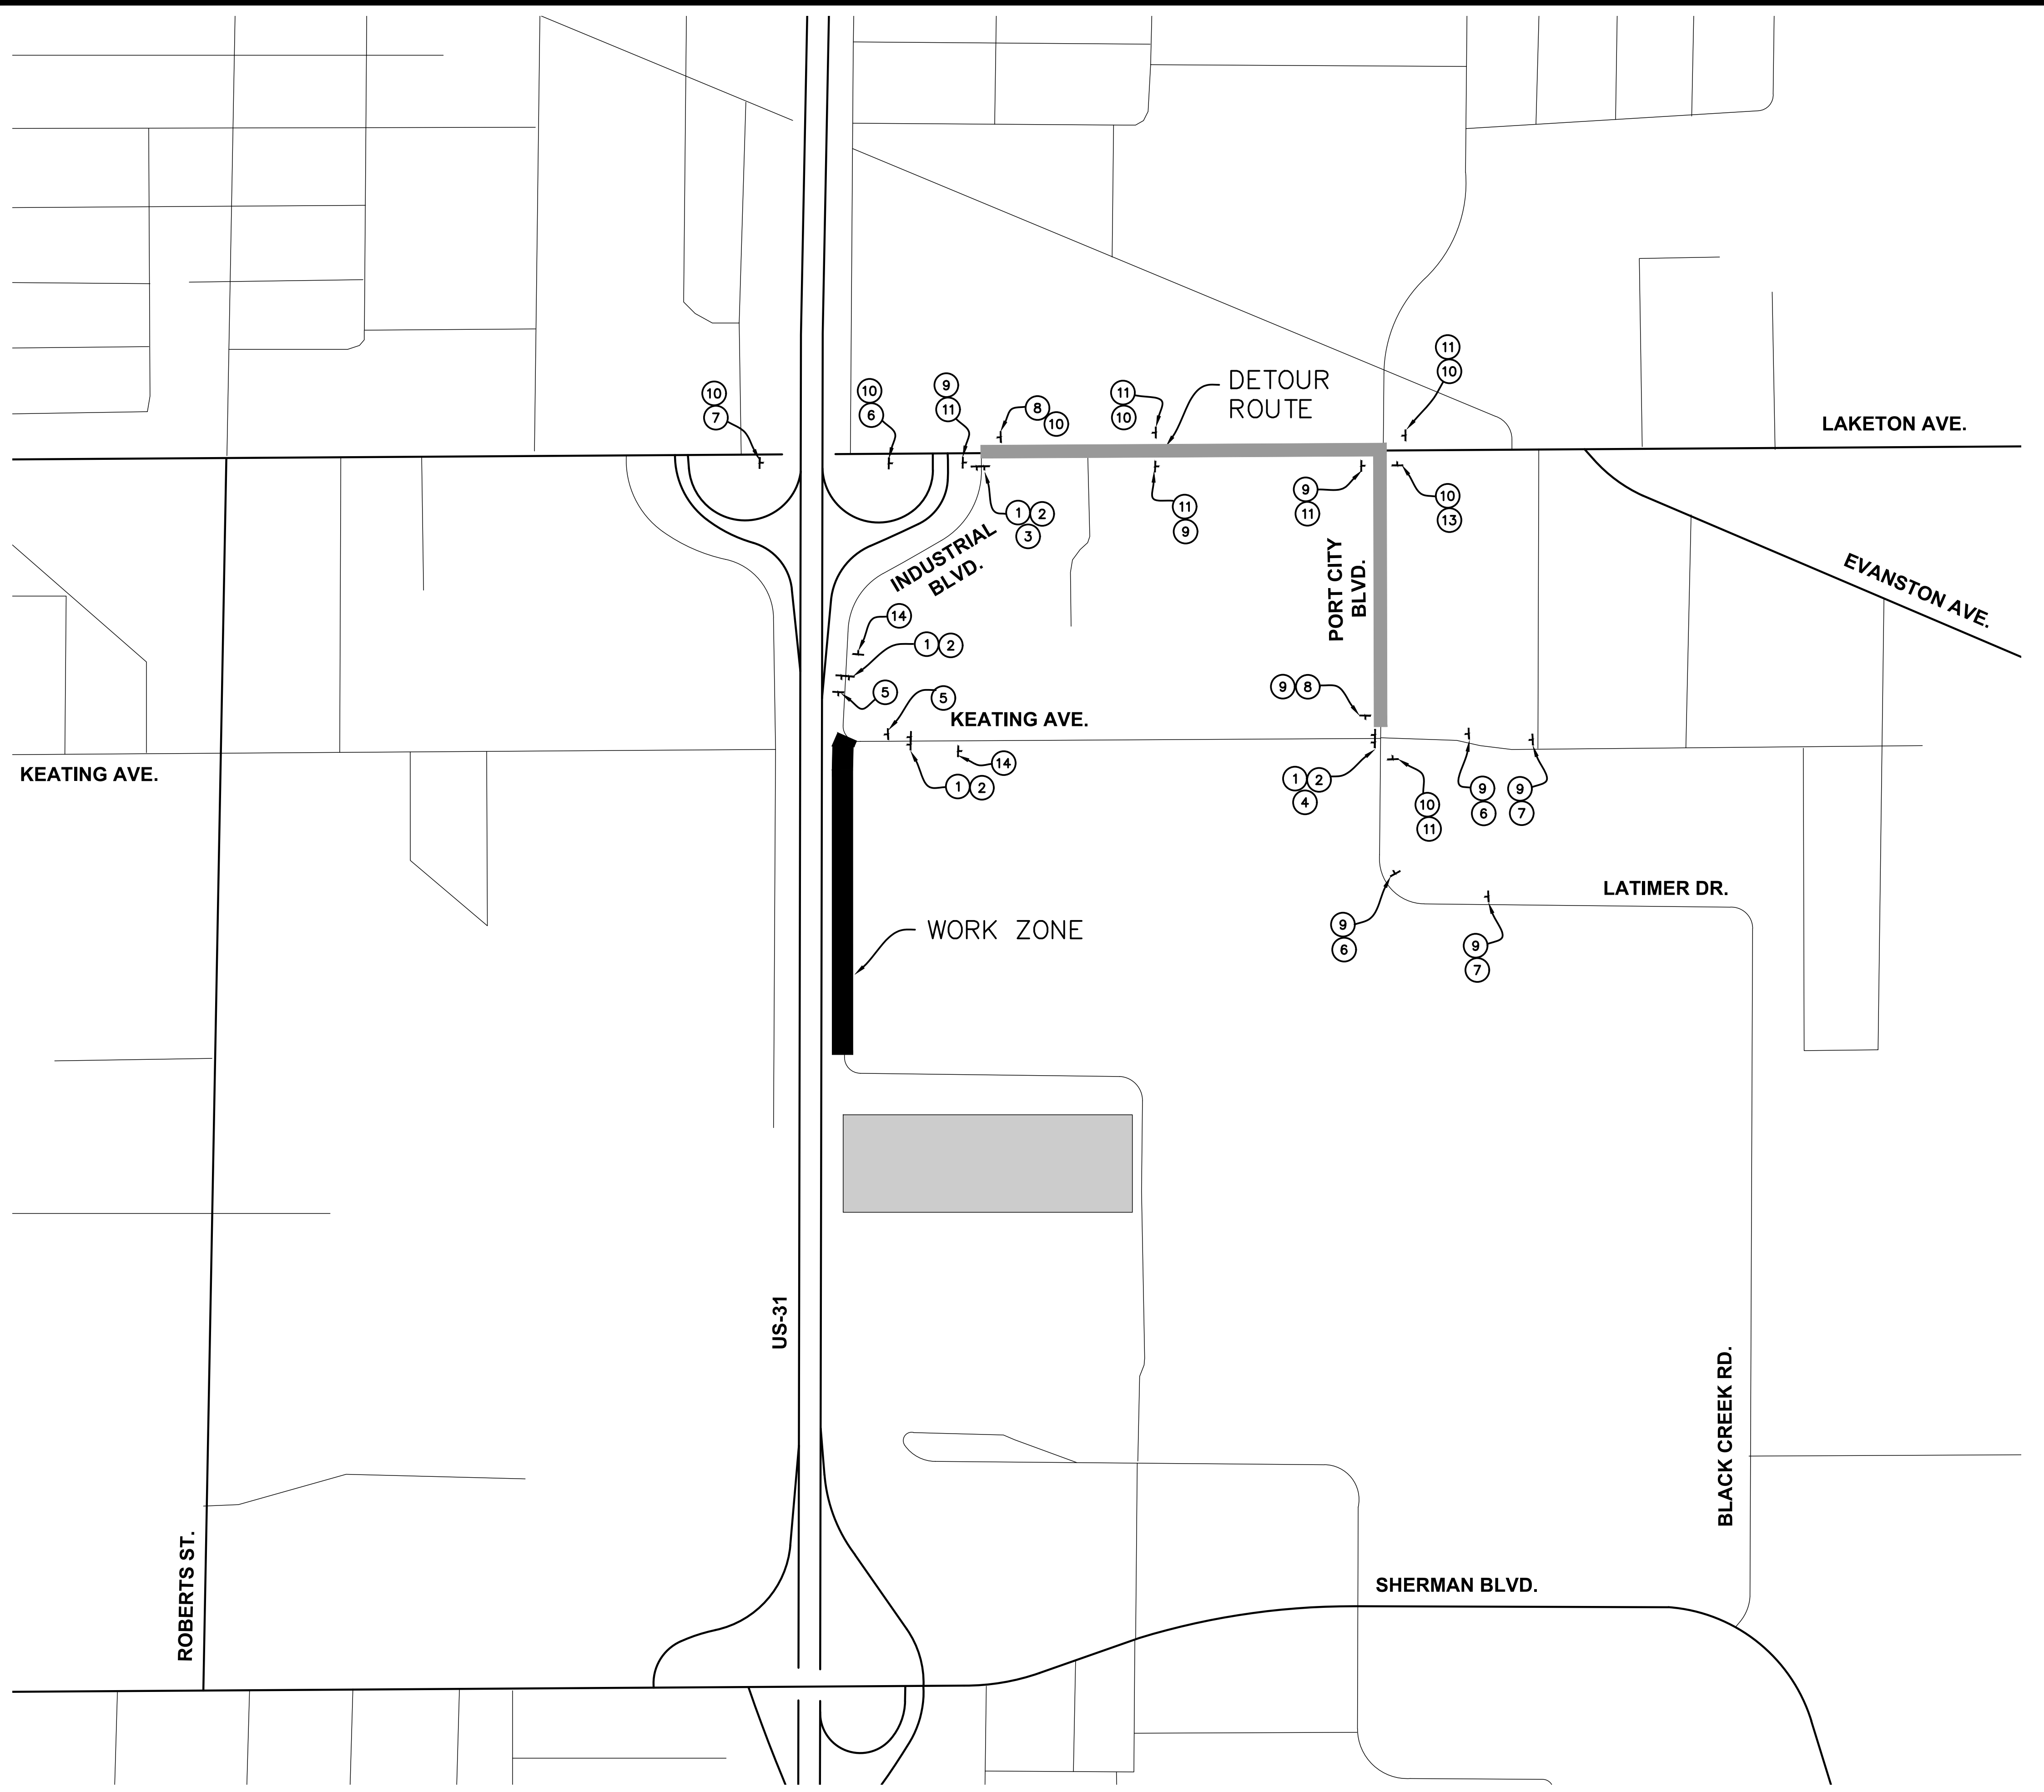 11
10
10
7
10
6
9
11
8
10
11
10
DETOUR
ROUTE
LAKETON AVE.
1 2
3
11
9
9
11
10
13
INDUSTRIAL
BLVD.
PORT CITY
BLVD.
EVANSTON AVE.
14
1 2
5
5
9 8
KEATING AVE.
KEATING AVE.
14
1 2
1 2
4
10
11
9
6
9
7
LATIMER DR.
WORK ZONE
9
6
9
7
US-31
BLACK CREEK RD.
ROBERTS ST.
SHERMAN BLVD.